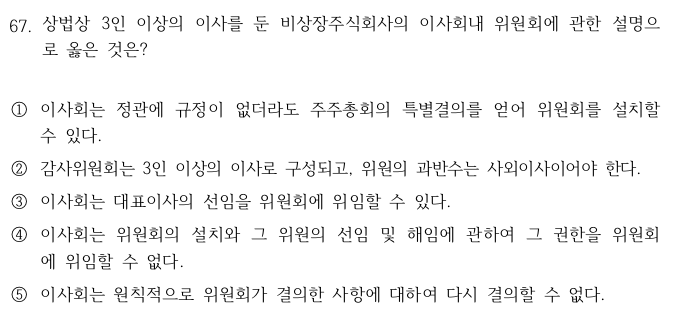 67. 상법상 3인 이상의 이사를 둔 비상장주식회사의 이사회내 위원회에 관한 설명으
로 옳은 것은?
① 이사회는 정관에 규정이 없더라도 주주총회의 특별결의를 얻어 위원회를 설치할
수 있다.
② 감사위원회는 3인 이상의 이사로 구성되고, 위원의 과반수는 사외이사이어야 한다.
③ 이사회는 대표이사의 선임을 위원회에 위임할 수 있다.
④ 이사회는 위원회의 설치와 그 위원의 선임 및 해임에 관하여 그 권한을 위원회
에 위임할 수 없다.
⑤ 이사회는 원칙적으로 위원회가 결의한 사항에 대하여 다시 결의할 수 없다.